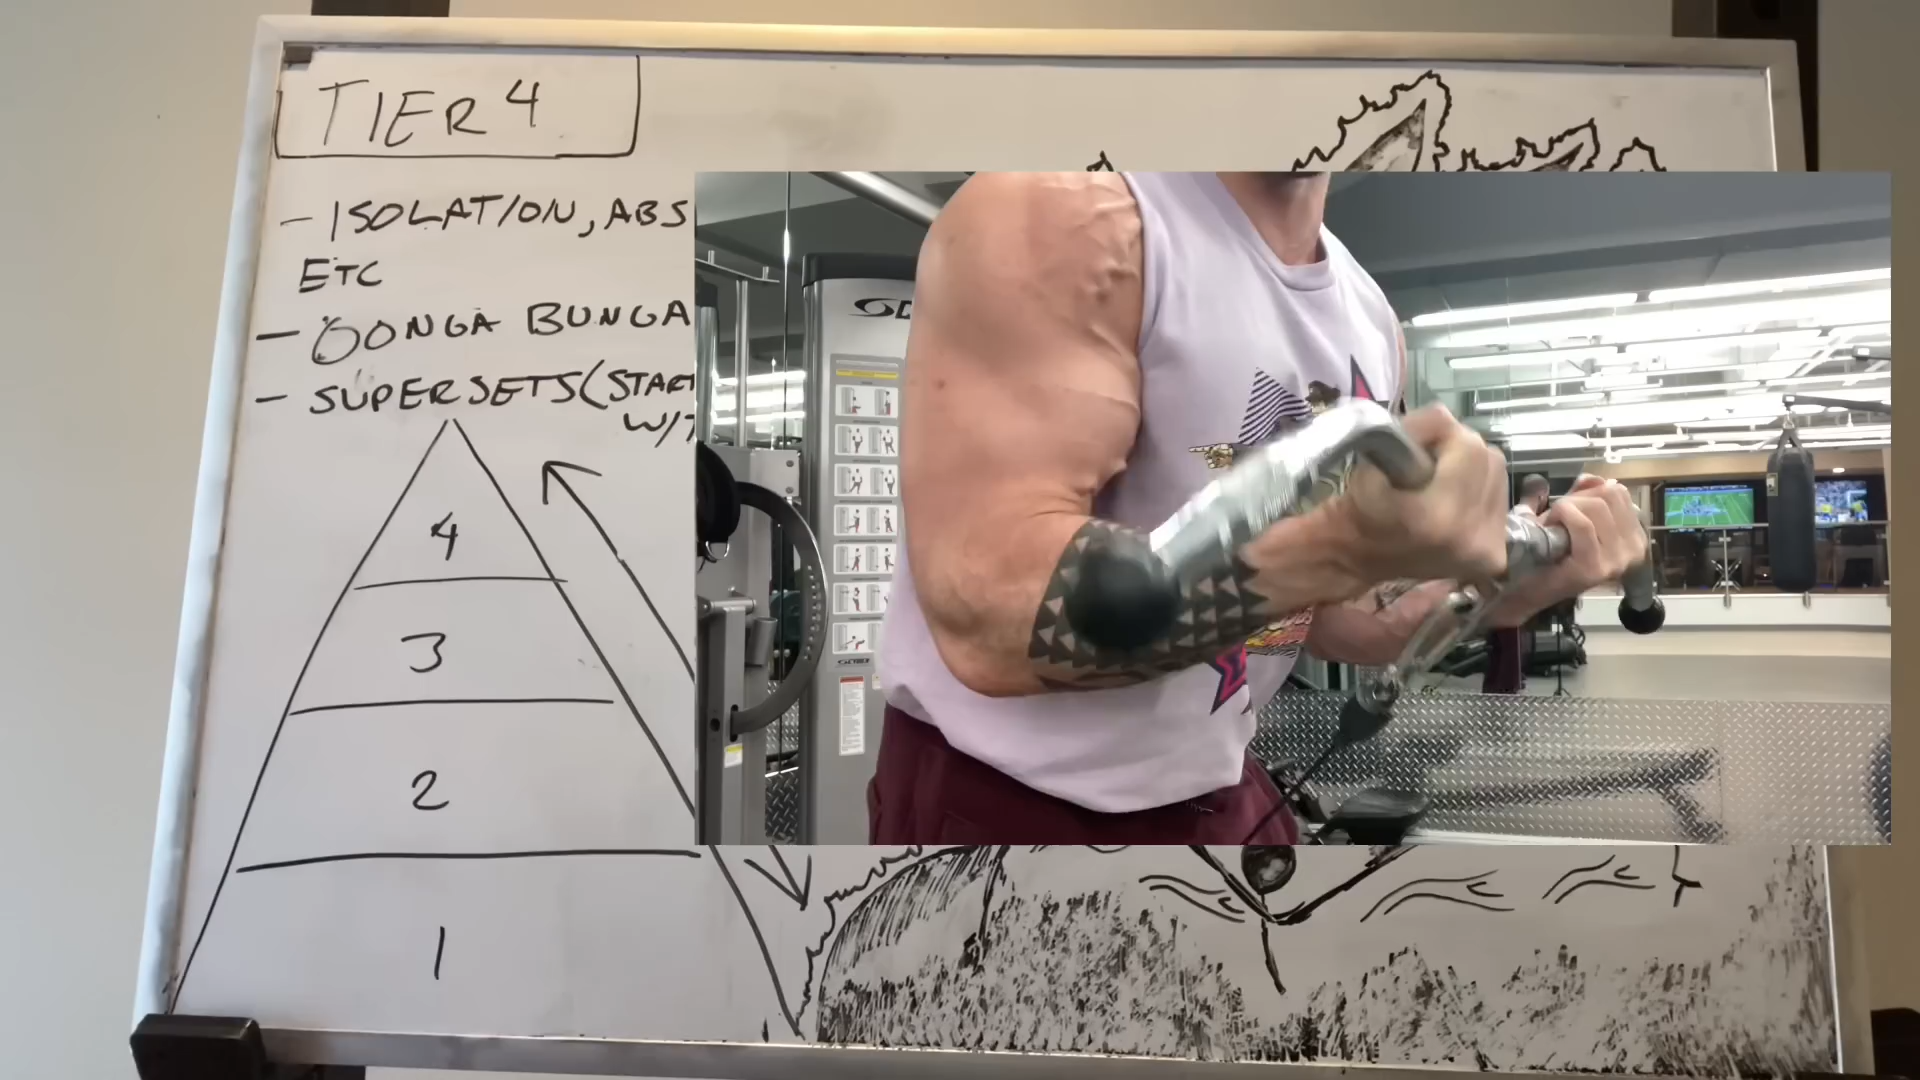 TIER 4
- ISOLATION, ABS
ETC
- OONGA BUNGA
- SUPERSETS (START
W/
4
3
2
1